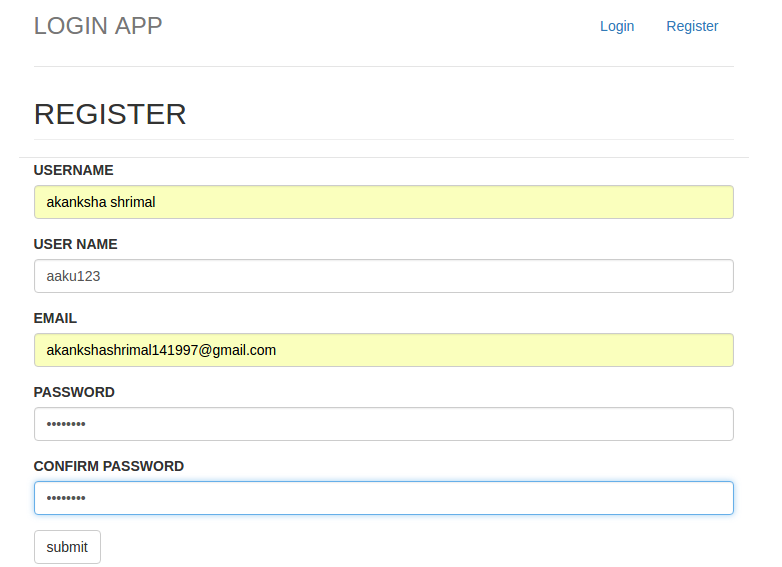 LOGIN APP
Login Register
REGISTER
USERNAME
akanksha shrimal
USER NAME
aaku123
EMAIL
akankshashrimal141997@gmail.com
PASSWORD
••••••••
CONFIRM PASSWORD
••••••••
submit